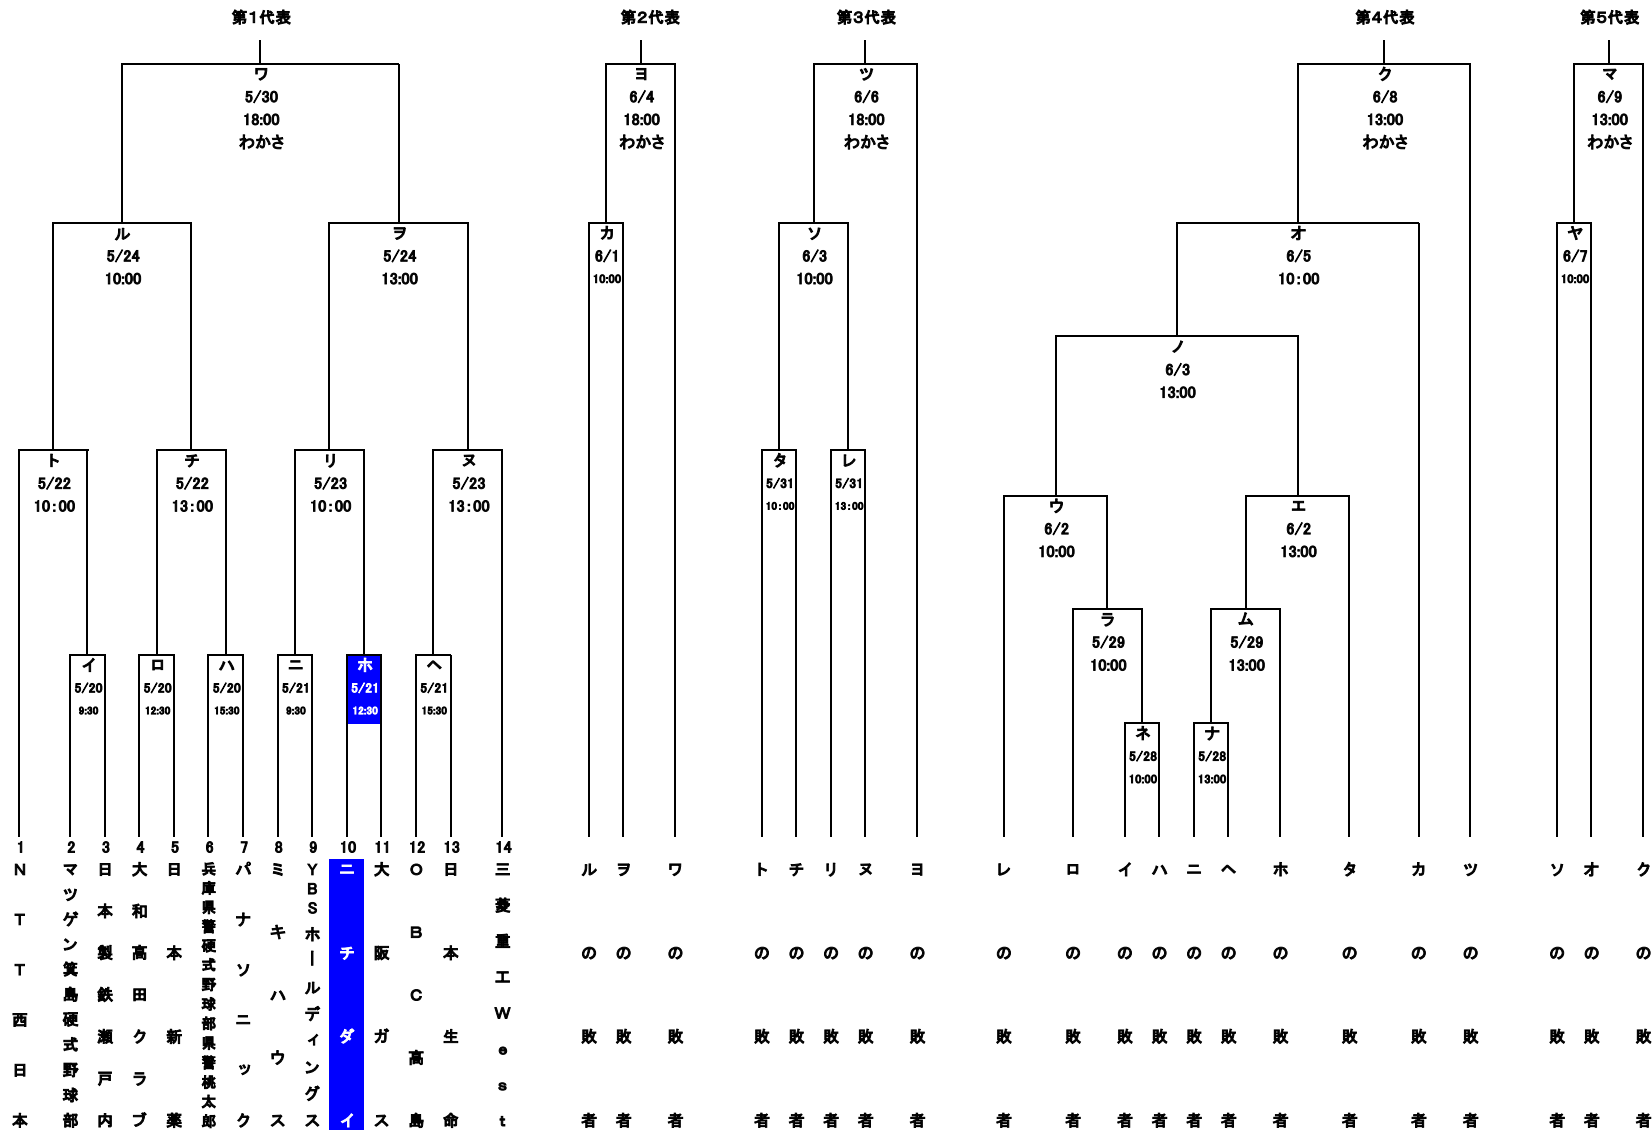 第1代表
第2代表
第3代表
第4代表
第5代表
ワ
5/30
18:00
わかさ
ヨ
6/4
18:00
わかさ
ツ
6/6
18:00
わかさ
ク
6/8
13:00
わかさ
マ
6/9
13:00
わかさ
ル
5/24
10:00
ヲ
5/24
13:00
カ
6/1
10:00
ソ
6/3
10:00
オ
6/5
10:00
ヤ
6/7
10:00
ノ
6/3
13:00
ト
5/22
10:00
チ
5/22
13:00
リ
5/23
10:00
ヌ
5/23
13:00
タ
5/31
10:00
レ
5/31
13:00
ウ
6/2
10:00
エ
6/2
13:00
ラ
5/29
10:00
ム
5/29
13:00
イ
5/20
9:30
ロ
5/20
12:30
ハ
5/20
15:30
ニ
5/21
9:30
ホ
5/21
12:30
ヘ
5/21
15:30
ネ
5/28
10:00
ナ
5/28
13:00
1
NTT西日本
2
マツゲン箕島硬式野球部
3
日本製鉄瀬戸内
4
大和高田クラブ
5
日本新薬
6
兵庫県警硬式野球部県警桃太郎
7
パナソニック
8
ミキハウス
9
YBSホールディングス
10
ニチダイ
11
大阪ガス
12
OBC高島
13
日本生命
14
三菱重工West
ルの敗者
ヲの敗者
ワの敗者
トの敗者
チの敗者
リの敗者
ヌの敗者
ヨの敗者
レの敗者
ロの敗者
イの敗者
ハの敗者
ニの敗者
ヘの敗者
ホの敗者
タの敗者
カの敗者
ツの敗者
ソの敗者
オの敗者
クの敗者